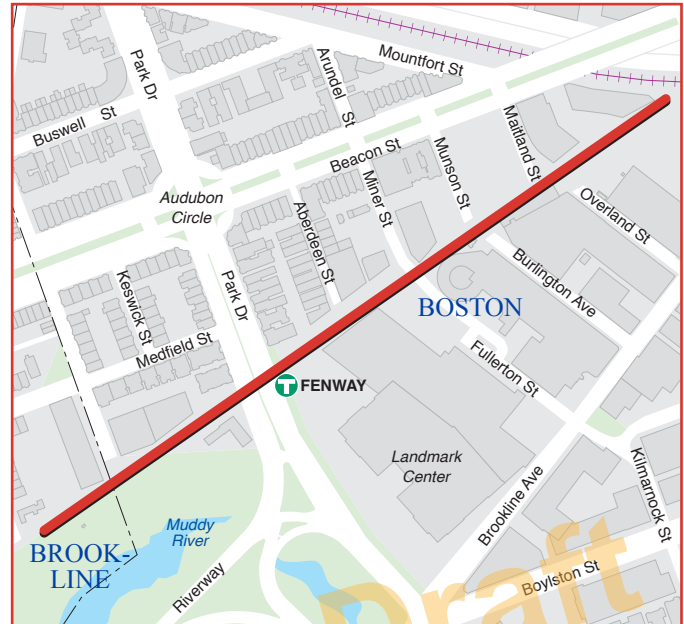 Park Dr
Arundel St
Mountfort St
Buswell St
Maitland St
Beacon St
Munson St
Miner St
Audubon
Circle
Aberdeen St
Overland St
Keswick St
Park Dr
Burlington Ave
BOSTON
Medfield St
Fullerton St
T FENWAY
Landmark
Center
Kilmarnock St
Brookline Ave
Muddy
River
BROOK-
LINE
Riverway
Boylston St
Draft